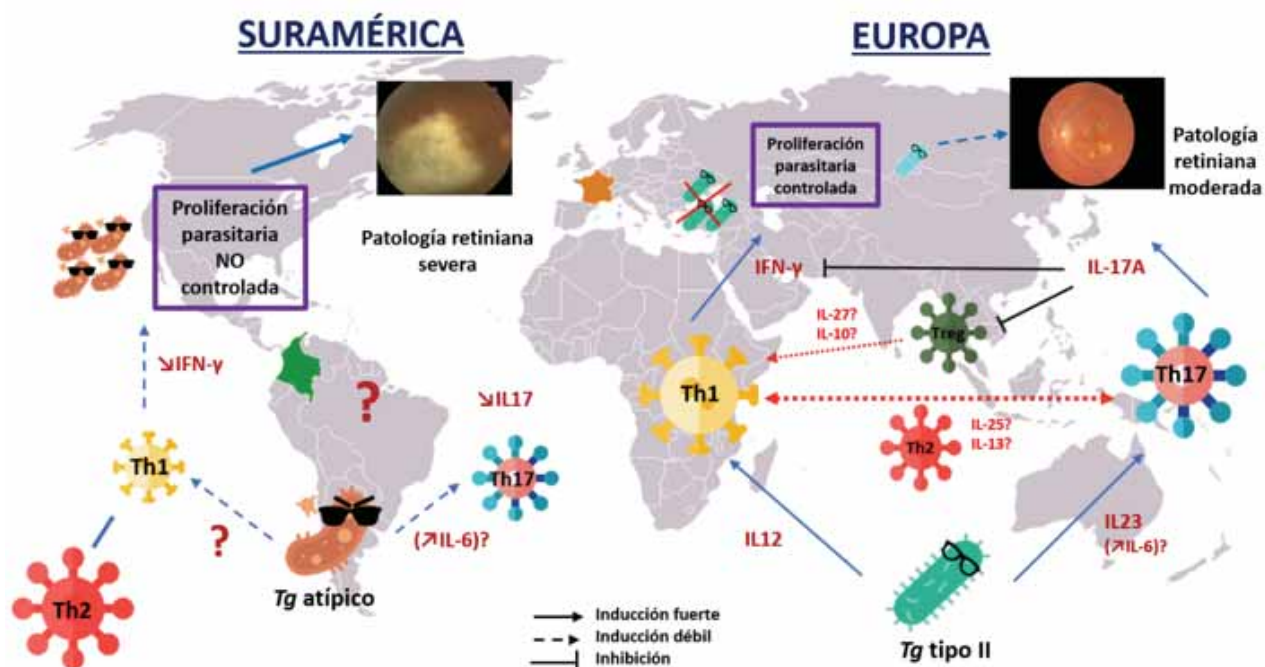 SURAMÉRICA
Proliferación
parasitaria
NO
controlada
Patología retiniana
severa
↘IFN-γ
?
↘IL17
Th1
Th17
?
(↗IL-6)?
Th2
Tg atípico
EUROPA
Proliferación
parasitaria
controlada
Patología
retiniana
moderada
IFN-γ
IL-17A
IL-27?
IL-10?
Treg
Th1
Th17
IL-25?
IL-13?
Th2
IL12
IL23
(↗IL-6)?
Tg tipo II
Inducción fuerte
Inducción débil
Inhibición